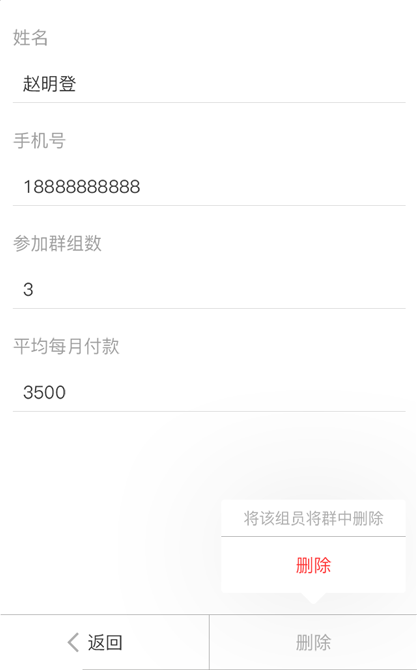 姓名
赵明登
手机号
18888888888
参加群组数
3
平均每月付款
3500
将该组员将群中删除
删除
返回
删除